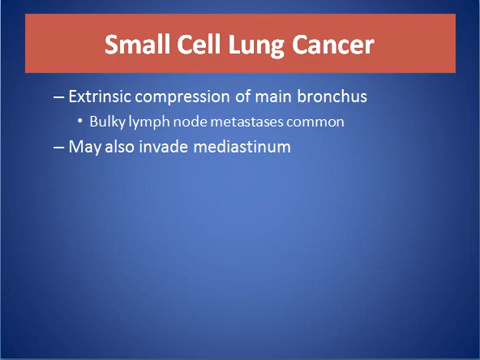 Small Cell Lung Cancer
– Extrinsic compression of main bronchus
• Bulky lymph node metastases common
– May also invade mediastinum